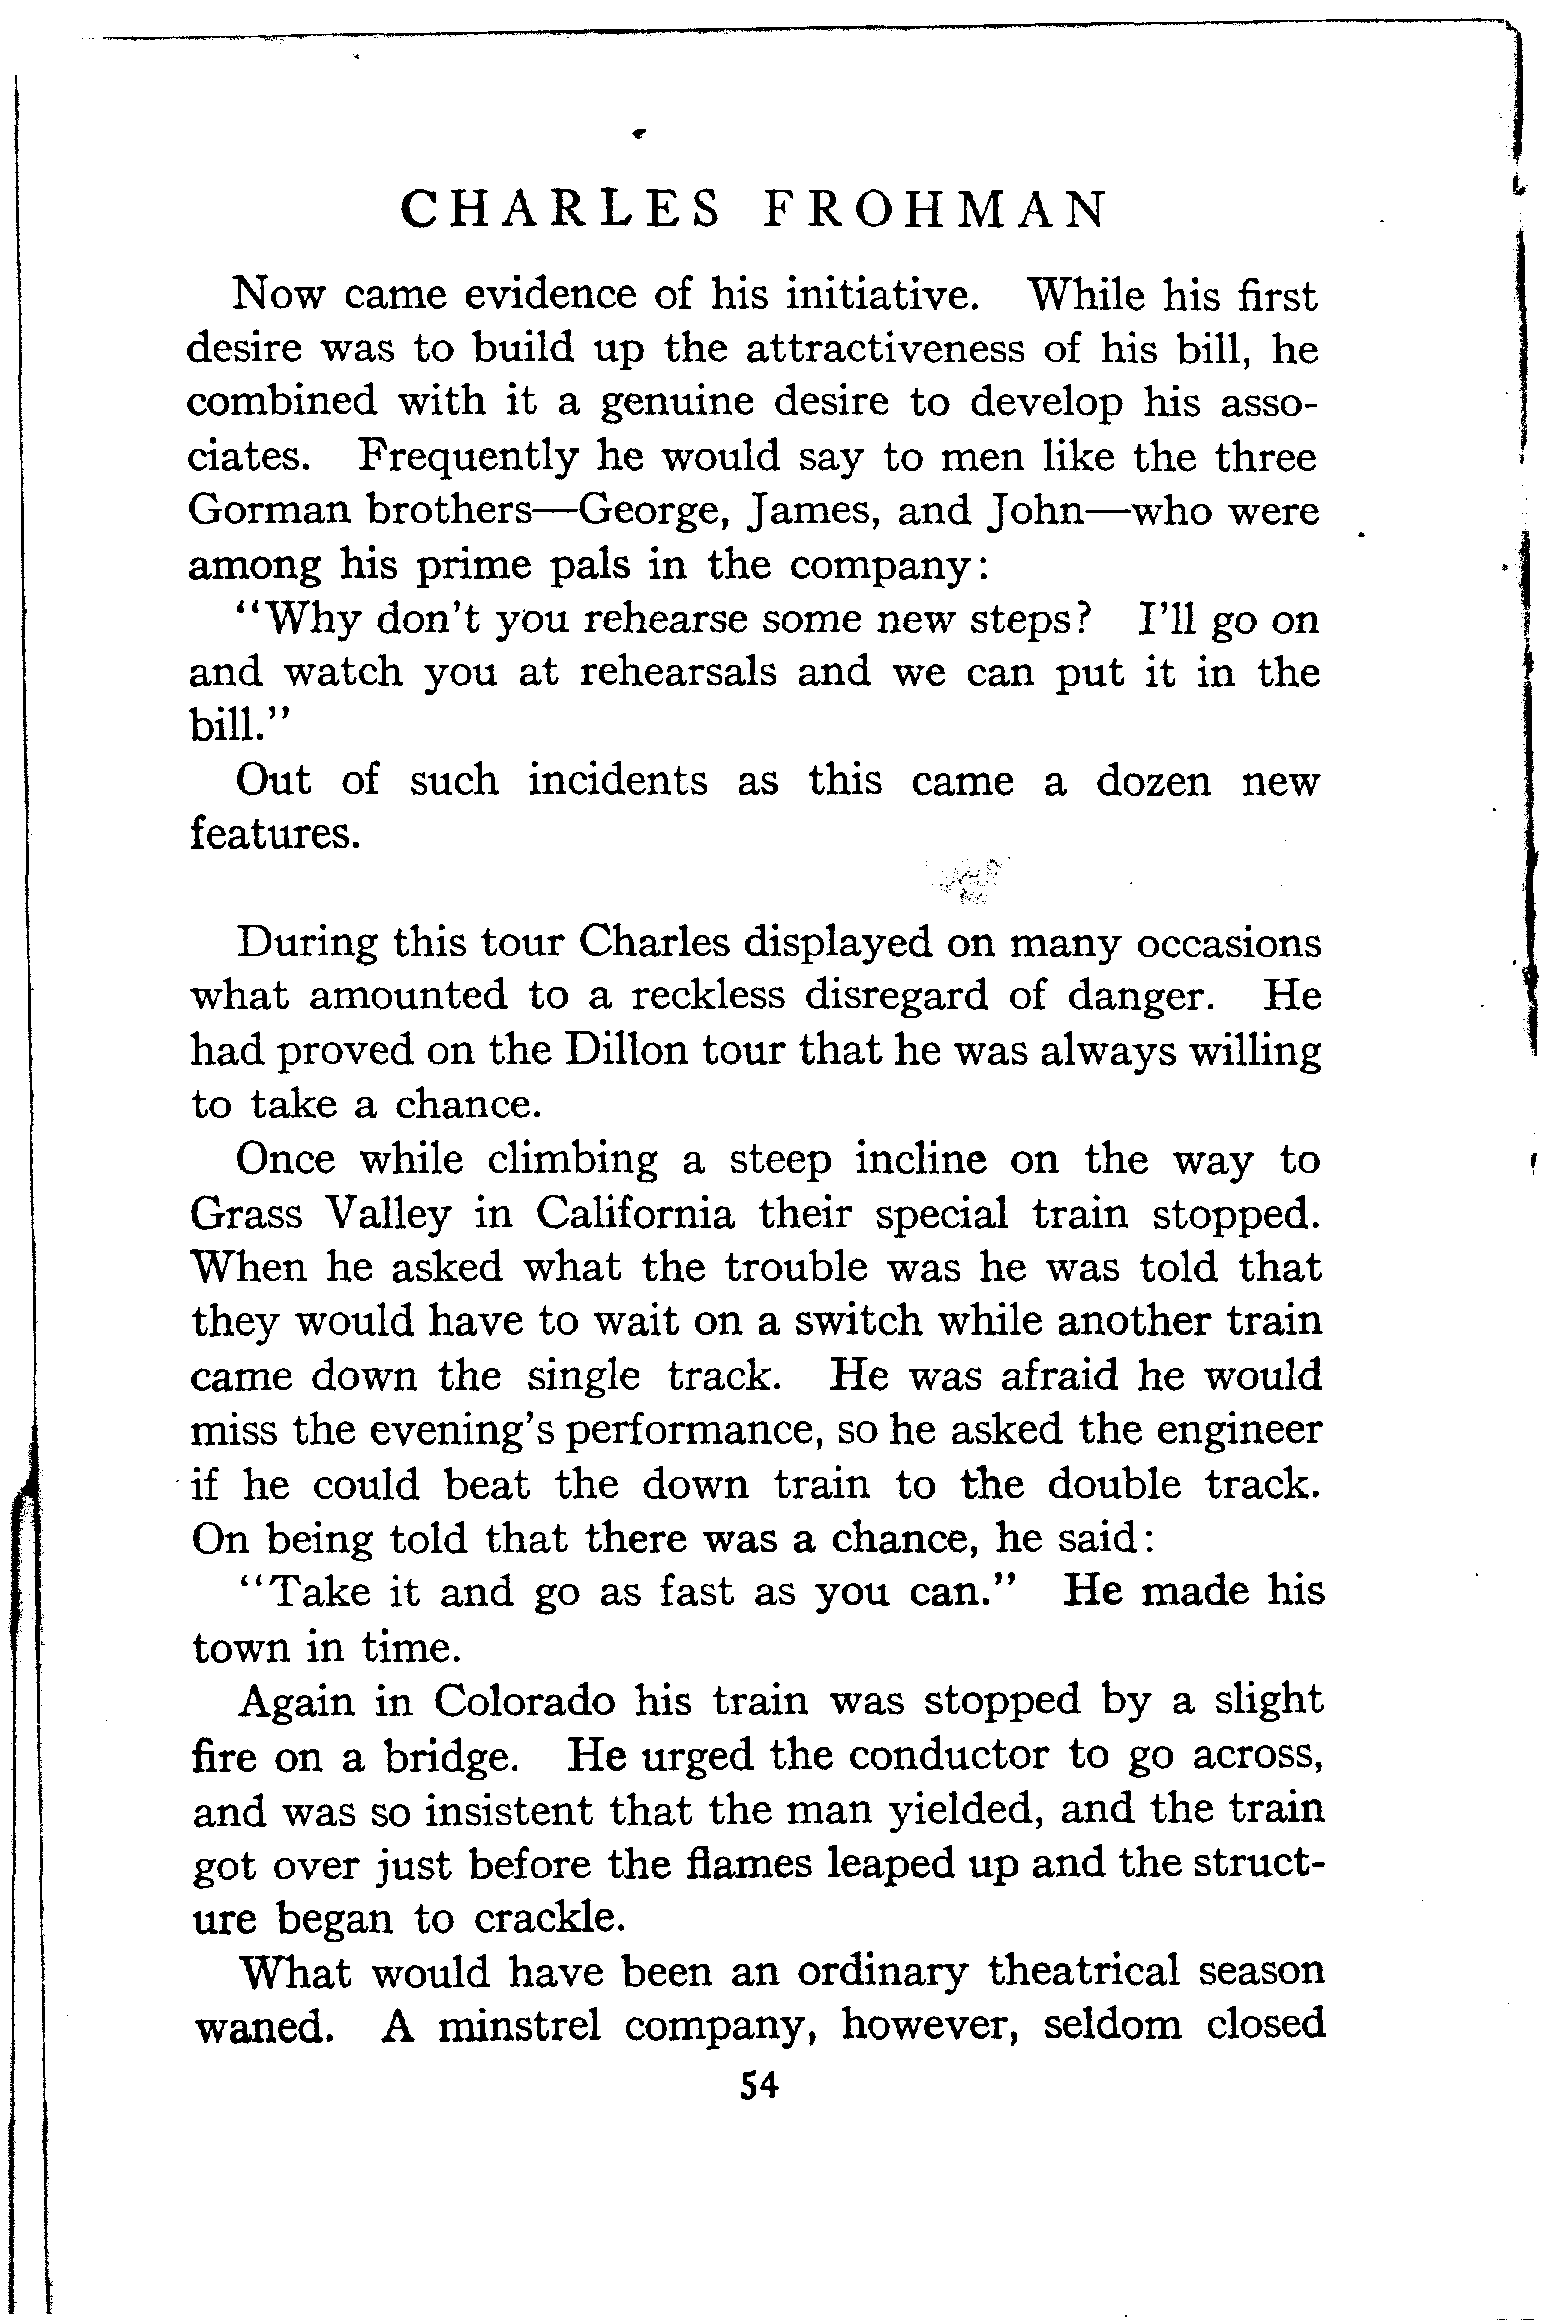 CHARLES FROHMAN
Now came evidence of his initiative. While his first
desire was to build up the attractiveness of his bill, he
combined with it a genuine desire to develop his asso-
ciates. Frequently he would say to men like the three
Gorman brothers—George, James, and John—who were
among his prime pals in the company:
"Why don't you rehearse some new steps? I'll go on
and watch you at rehearsals and we can put it in the
bill."
Out of such incidents as this came a dozen new
features.
During this tour Charles displayed on many occasions
what amounted to a reckless disregard of danger. He
had proved on the Dillon tour that he was always willing
to take a chance.
Once while climbing a steep incline on the way to
Grass Valley in California their special train stopped.
When he asked what the trouble was he was told that
they would have to wait on a switch while another train
came down the single track. He was afraid he would
miss the evening's performance, so he asked the engineer
if he could beat the down train to the double track.
On being told that there was a chance, he said:
"Take it and go as fast as you can." He made his
town in time.
Again in Colorado his train was stopped by a slight
fire on a bridge. He urged the conductor to go across,
and was so insistent that the man yielded, and the train
got over just before the flames leaped up and the struct-
ure began to crackle.
What would have been an ordinary theatrical season
waned. A minstrel company, however, seldom closed
54